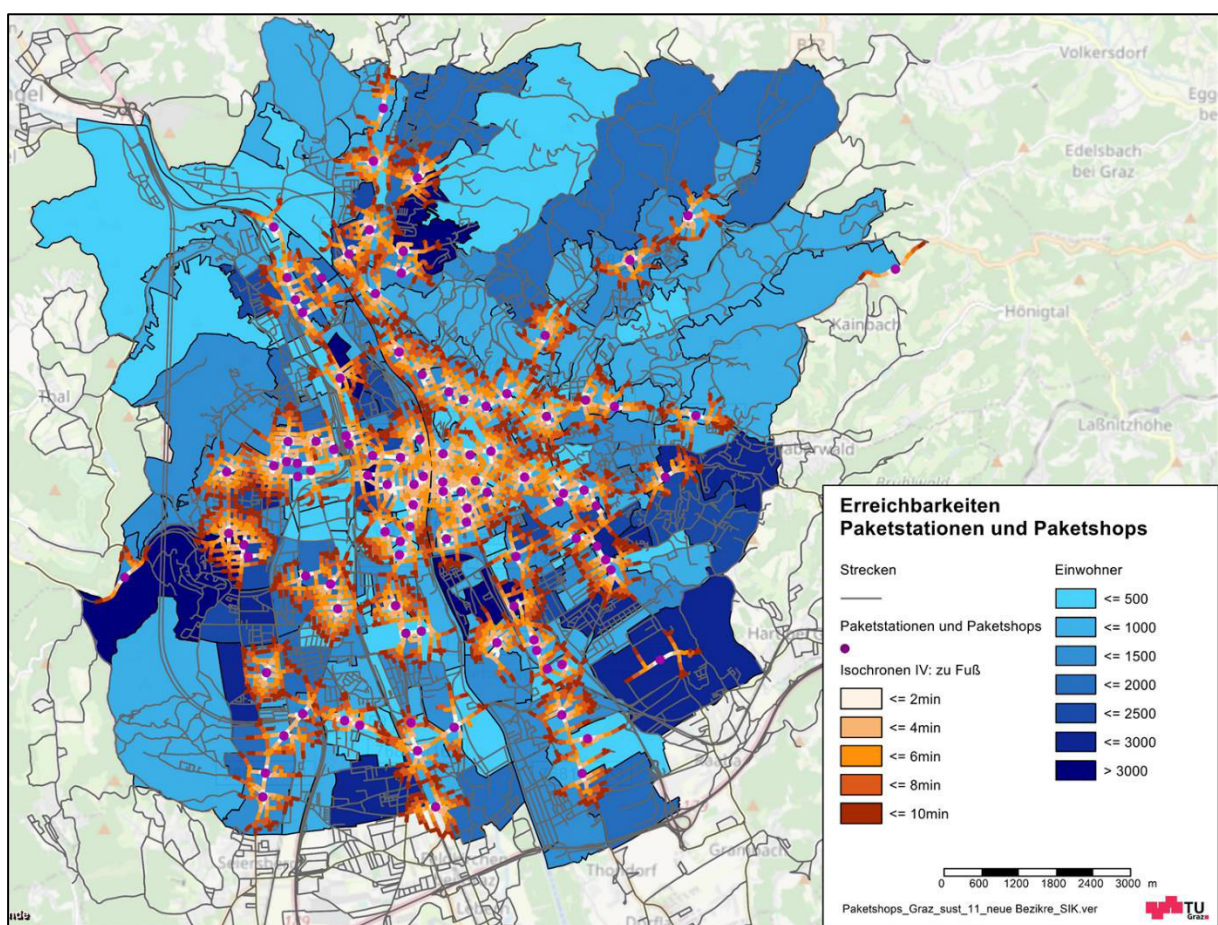 Volkersdorf
Edelsbach
bei Graz
Hönigtal
Kainbach
Laßnitzhöhe
Thal
Seiersberg
Thondorf
Grambach
Erreichbarkeiten
Paketstationen und Paketshops
Strecken
Paketstationen und Paketshops
Isochronen IV: zu Fuß
<= 2min
<= 4min
<= 6min
<= 8min
<= 10min
Einwohner
<= 500
<= 1000
<= 1500
<= 2000
<= 2500
<= 3000
> 3000
0 600 1200 1800 2400 3000 m
Paketshops_Graz_sust_11_neue Bezikre_SIK.ver
TU
Graz